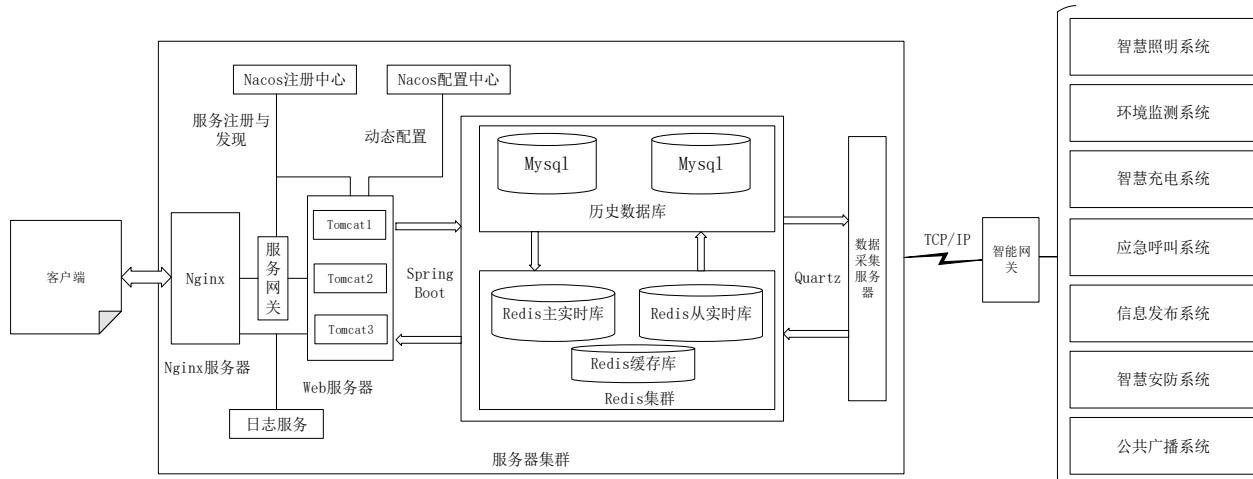 Nacos注册中心
Nacos配置中心
服务注册与
发现
动态配置
客户端
Nginx
Nginx服务器
服务网关
日志服务
Tomcat1
Tomcat2
Tomcat3
Web服务器
Spring
Boot
Mysql
Mysql
历史数据库
Redis主实时库
Redis从实时库
Redis缓存库
Redis集群
Quartz
数据
采集
服务
器
服务器集群
TCP/IP
智能网
关
智慧照明系统
环境监测系统
智慧充电系统
应急呼叫系统
信息发布系统
智慧安防系统
公共广播系统